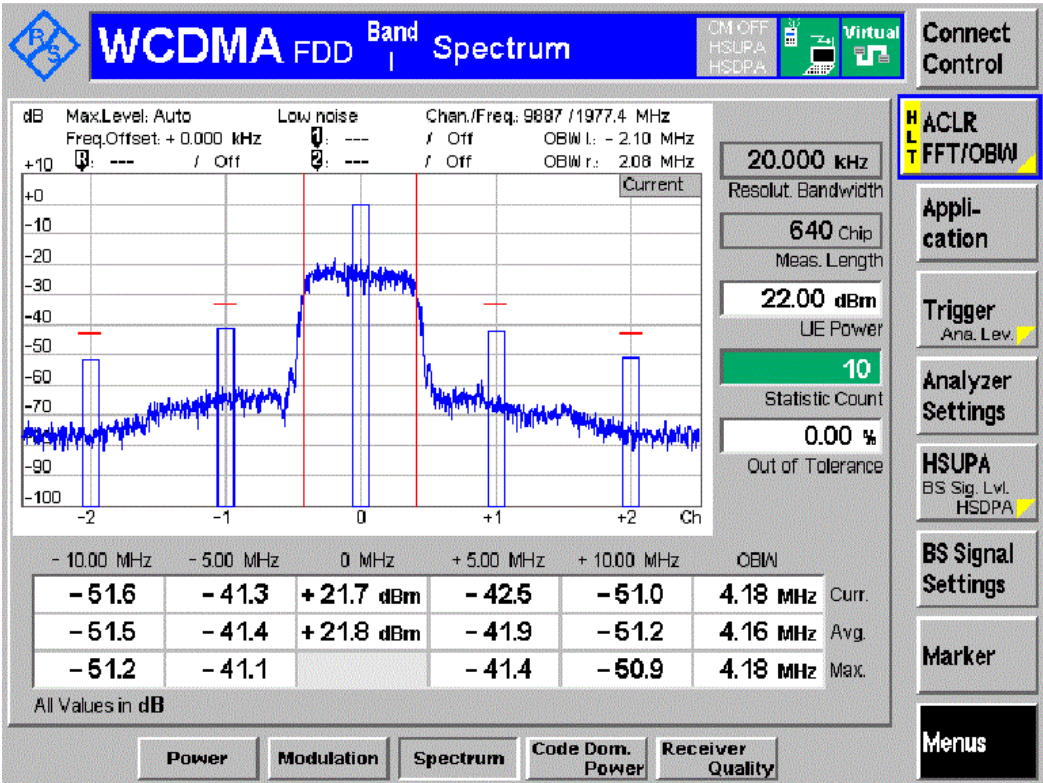 R/S
WCDMA FDD Band I Spectrum
CM OFF
HSUPA
HSDPA
Virtual
Connect Control
dB Max.Level: Auto Low noise Chan./Freq.: 9887 / 1977.4 MHz
Freq.Offset: + 0.000 kHz 1: --- / Off OBW l.: - 2.10 MHz
R: --- / Off 2: --- / Off OBW r.: 2.08 MHz
Current
+10
+0
-10
-20
-30
-40
-50
-60
-70
-90
-100
-2 -1 0 +1 +2 Ch
20.000 kHz
Resolut. Bandwidth
640 Chip
Meas. Length
22.00 dBm
UE Power
10
Statistic Count
0.00 %
Out of Tolerance
- 10.00 MHz - 5.00 MHz 0 MHz + 5.00 MHz + 10.00 MHz OBW
- 51.6 - 41.3 + 21.7 dBm - 42.5 - 51.0 4.18 MHz Curr.
- 51.5 - 41.4 + 21.8 dBm - 41.9 - 51.2 4.16 MHz Avg.
- 51.2 - 41.1 - 41.4 - 50.9 4.18 MHz Max.
All Values in dB
HLT
ACLR
FFT/OBW
Appli-
cation
Trigger
Ana. Lev.
Analyzer
Settings
HSUPA
BS Sig. Lvl.
HSDPA
BS Signal
Settings
Marker
Menus
Power
Modulation
Spectrum
Code Dom.
Power
Receiver
Quality